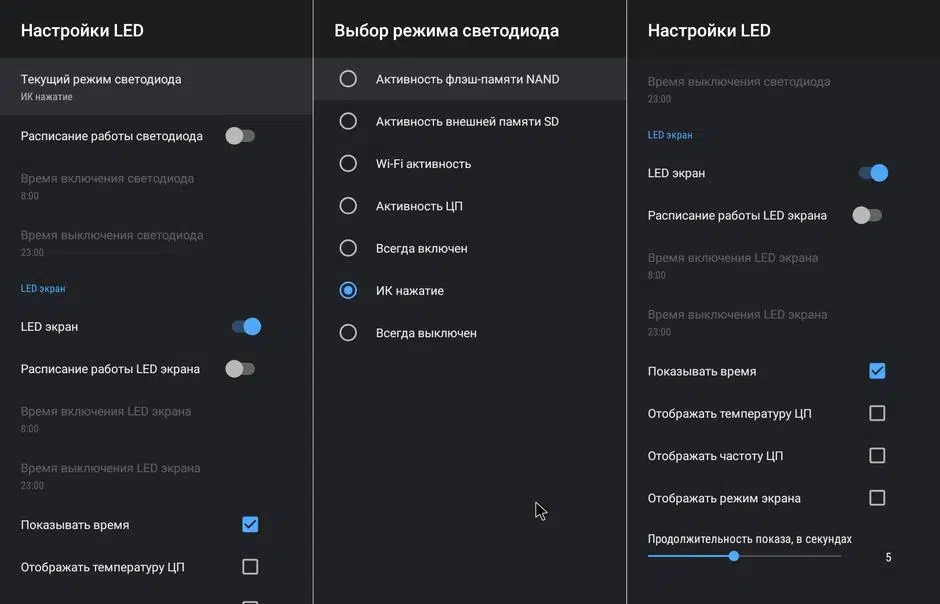 Настройки LED
Текущий режим светодиода
ИК нажатие
Расписание работы светодиода
Время включения светодиода
8:00
Время выключения светодиода
23:00
LED экран
LED экран
Расписание работы LED экрана
Время включения LED экрана
8:00
Время выключения LED экрана
23:00
Показывать время
Отображать температуру ЦП
Выбор режима светодиода
Активность флэш-памяти NAND
Активность внешней памяти SD
Wi-Fi активность
Активность ЦП
Всегда включен
ИК нажатие
Всегда выключен
Настройки LED
Время выключения светодиода
23:00
LED экран
LED экран
Расписание работы LED экрана
Время включения LED экрана
8:00
Время выключения LED экрана
23:00
Показывать время
Отображать температуру ЦП
Отображать частоту ЦП
Отображать режим экрана
Продолжительность показа, в секундах
5